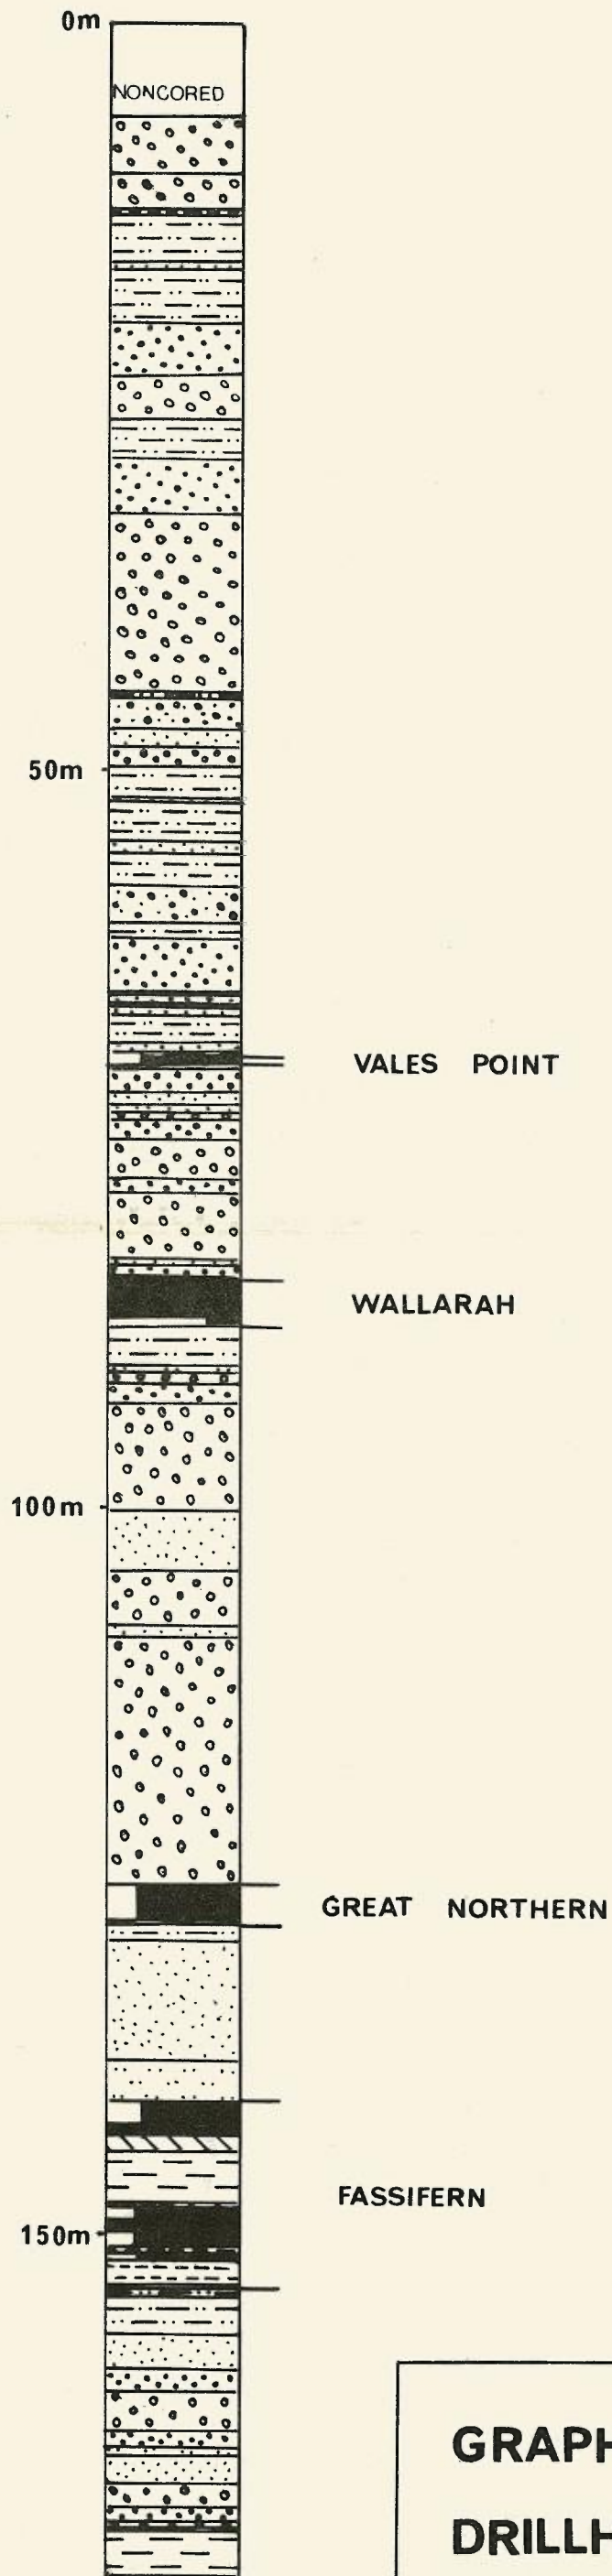 0m
NONCORED
50m
VALES POINT
WALLARAH
100m
GREAT NORTHERN
FASSIFERN
150m
GRAPH
DRILLH